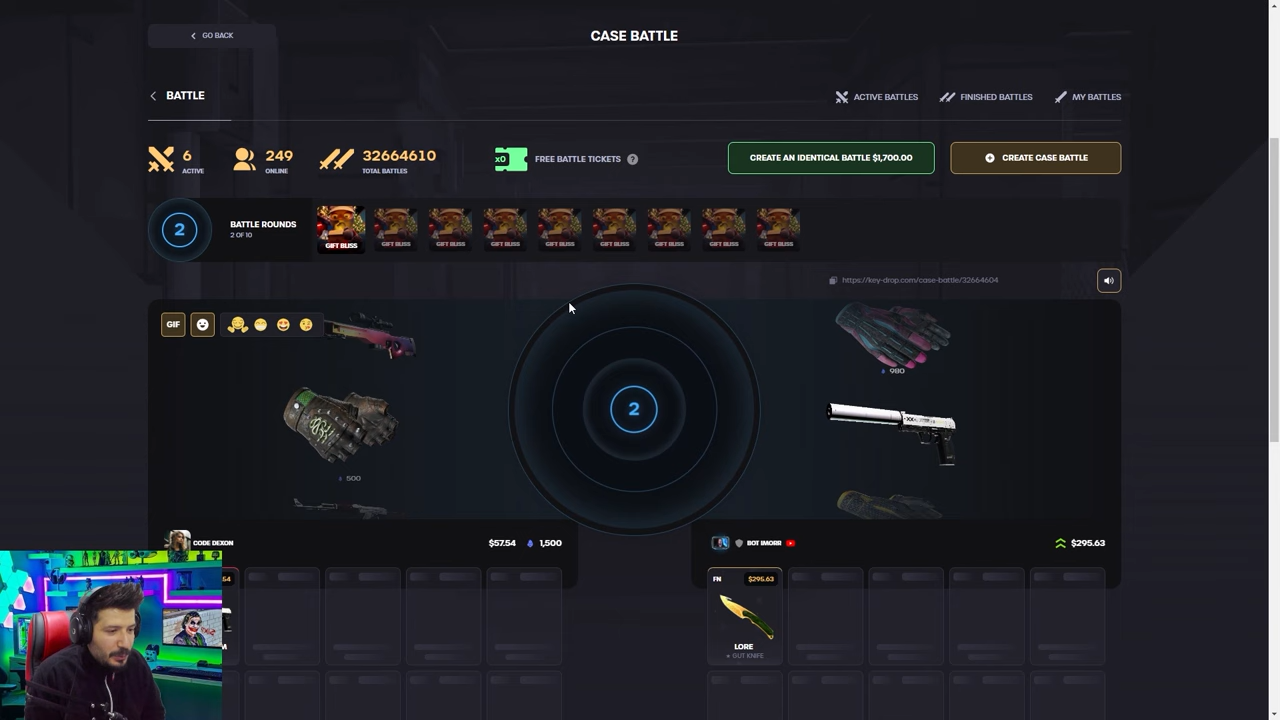 GO BACK
CASE BATTLE
BATTLE
ACTIVE BATTLES
FINISHED BATTLES
MY BATTLES
6
ACTIVE
249
ONLINE
32664610
TOTAL BATTLES
x0
FREE BATTLE TICKETS ?
CREATE AN IDENTICAL BATTLE $1,700.00
CREATE CASE BATTLE
2
BATTLE ROUNDS
2 OF 10
GIFT BLISS
GIFT BLISS
GIFT BLISS
GIFT BLISS
GIFT BLISS
GIFT BLISS
GIFT BLISS
GIFT BLISS
GIFT BLISS
https://key-drop.com/case-battle/32664604
GIF
980
2
500
CODE DEXON
$57.54
1,500
BOT IMORR
$295.63
54
M
FN
$295.63
LORE
★ GUT KNIFE